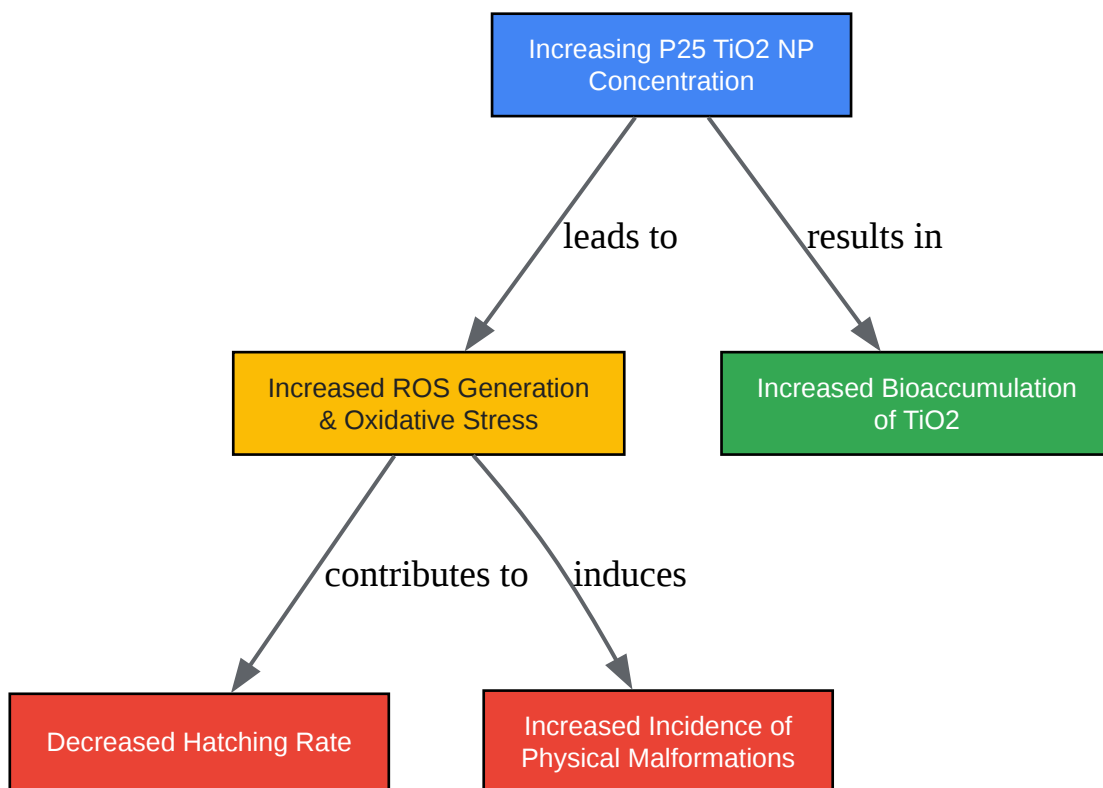 Increasing P25 TiO2 NP
Concentration
leads to
results in
Increased ROS Generation
& Oxidative Stress
Increased Bioaccumulation
of TiO2
contributes to
induces
Decreased Hatching Rate
Increased Incidence of
Physical Malformations